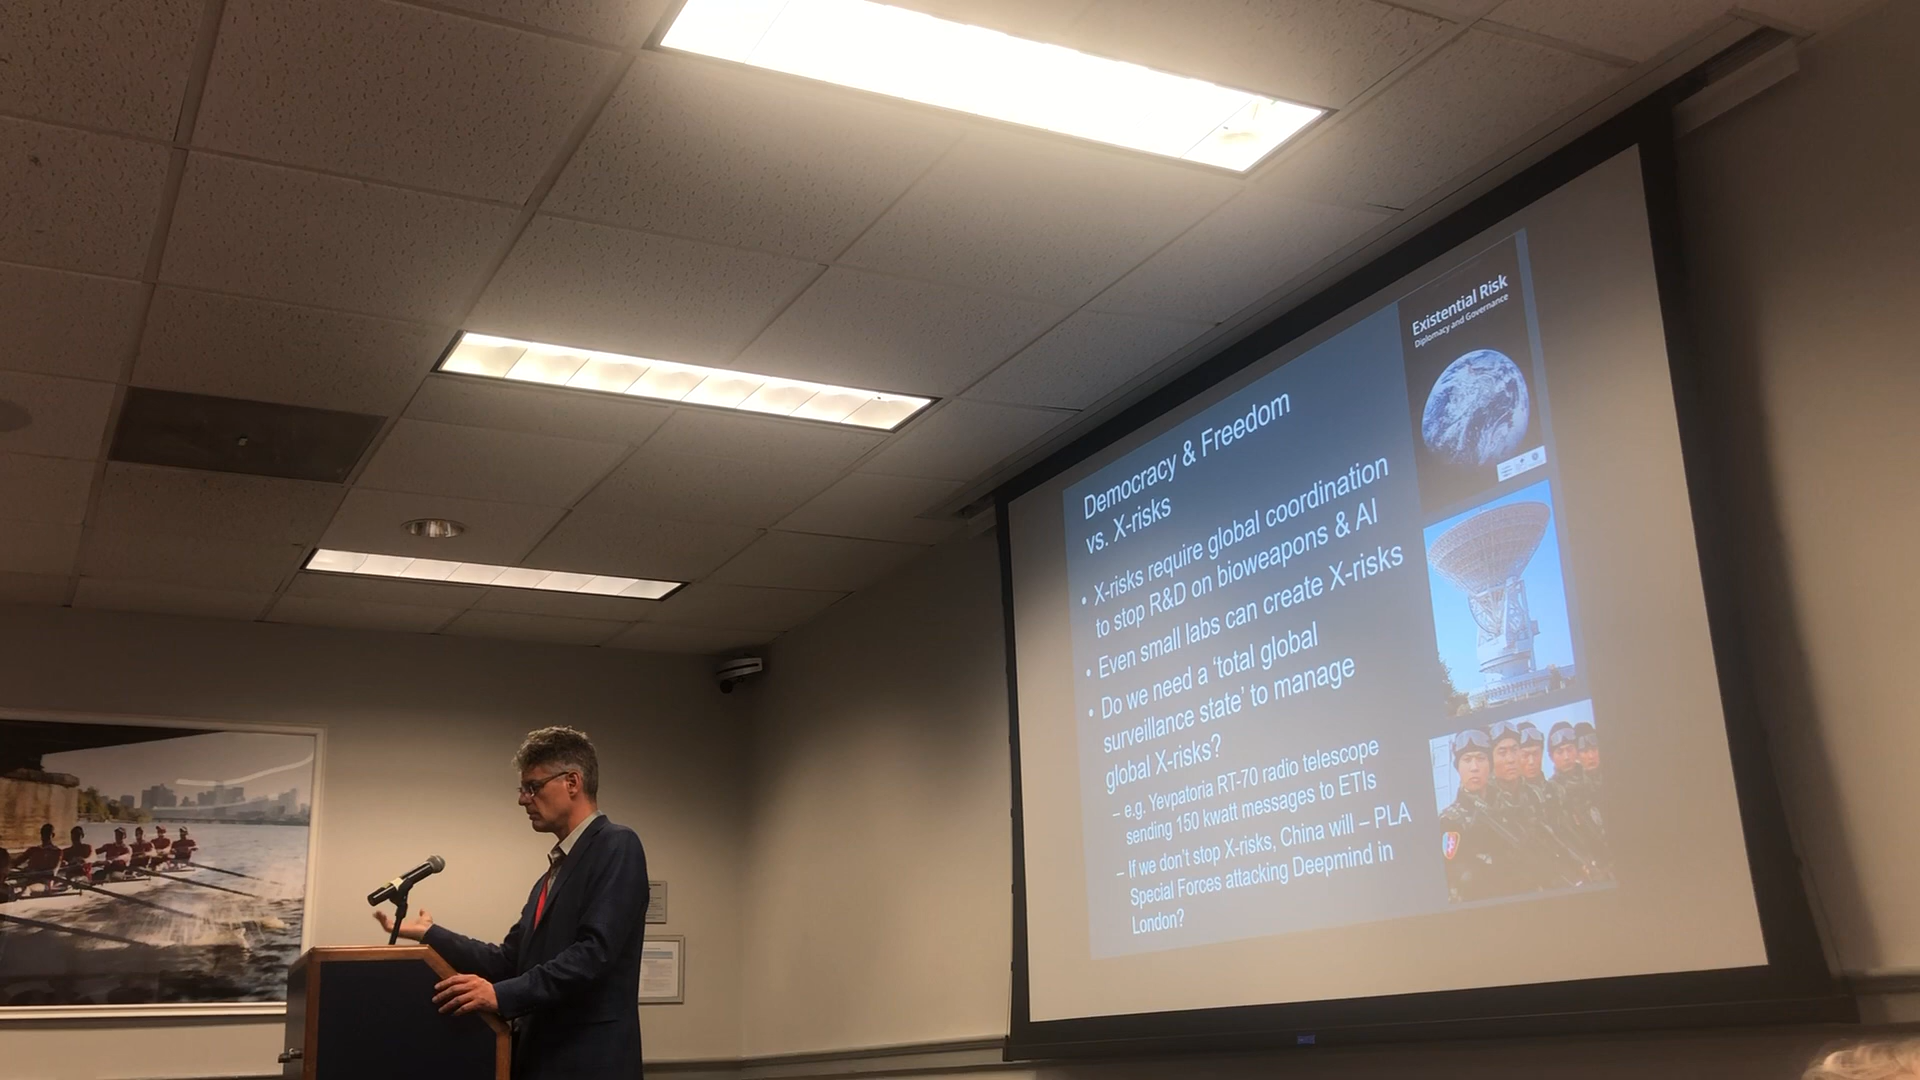 Democracy & Freedom
vs. X-risks
• X-risks require global coordination
to stop R&D on bioweapons & AI
• Even small labs can create X-risks
• Do we need a ‘total global
surveillance state’ to manage
global X-risks?
– e.g. Yevpatoria RT-70 radio telescope
sending 150 kwatt messages to ETIs
– If we don’t stop X-risks, China will – PLA
Special Forces attacking Deepmind in
London?
Existential Risk
Diplomacy and Governance